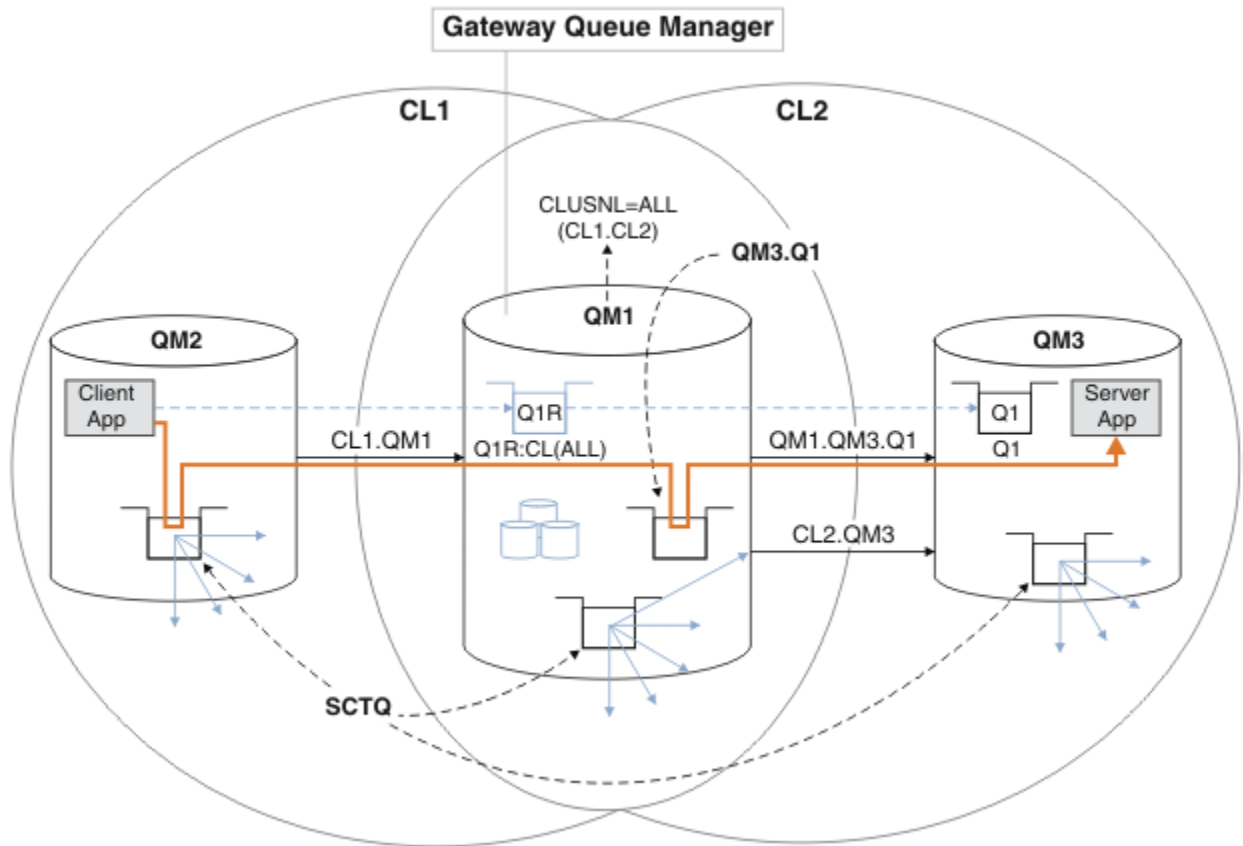 Gateway Queue Manager
CL1
CL2
CLUSNL=ALL
(CL1.CL2)
QM3.Q1
QM2
QM1
QM3
Client
App
Q1R
Q1
Server
App
CL1.QM1
Q1R:CL(ALL)
QM1.QM3.Q1
Q1
CL2.QM3
SCTQ